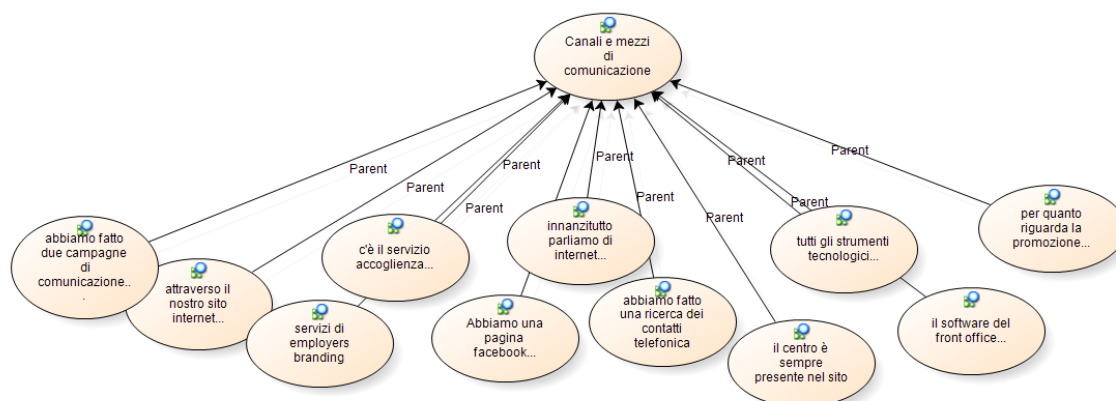 Canali e mezzi
di
comunicazione
Parent
Parent
Parent
Parent
Parent
Parent
Parent
Parent
Parent
Parent
abbiamo fatto
due campagne
di
comunicazione..
.
attraverso il
nostro sito
internet...
servizi di
employers
branding
c'è il servizio
accoglienza...
Abbiamo una
pagina
facebook...
innanzitutto
parliamo di
internet...
abbiamo fatto
una ricerca dei
contatti
telefonica
il centro è
sempre
presente nel sito
tutti gli strumenti
tecnologici...
il software del
front office...
per quanto
riguarda la
promozione...